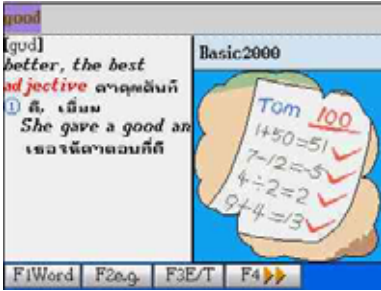 good
[gud]
better, the best
adjective คำคุณศัพท์
① ดี, เยี่ยม
She gave a good an
เธอให้คำตอบที่ดี
Basic2000
Tom 100
1+50=51
7-12=-5
4÷2=2
9+4=13
F1Word F2e.g. F3E/T F4